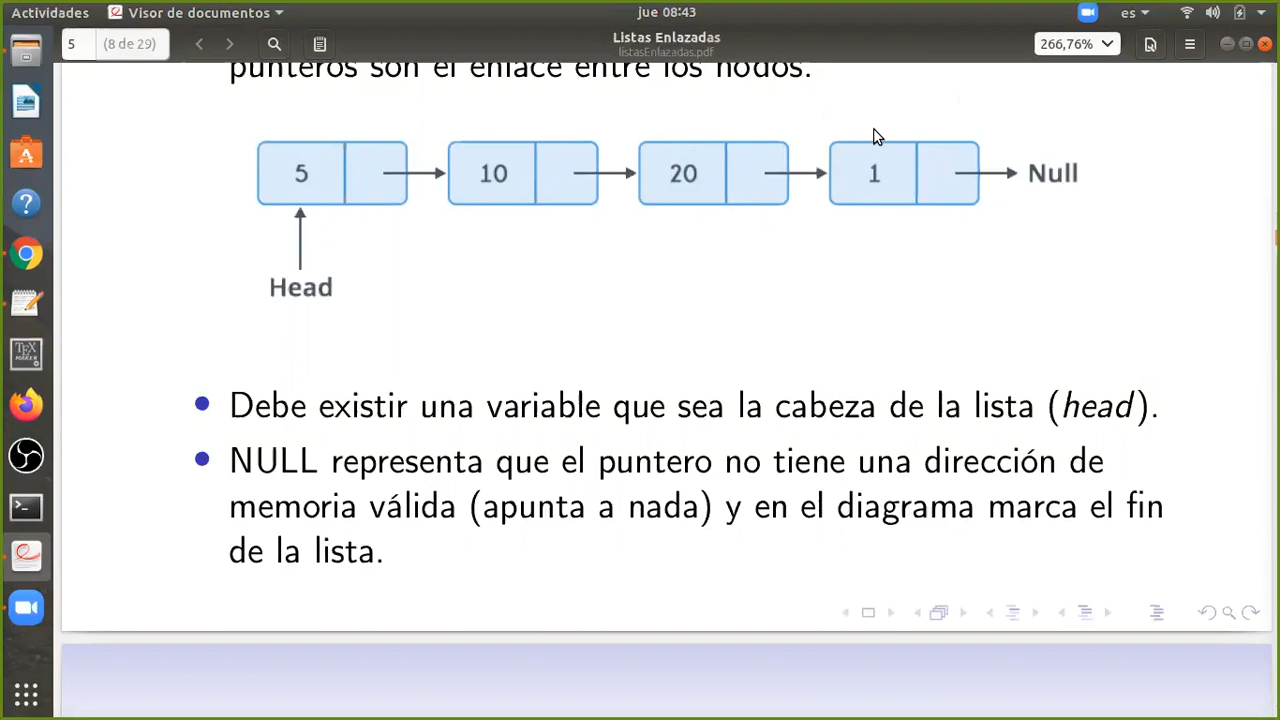 Actividades
Visor de documentos
jue 08:43
es
5
(8 de 29)
Listas Enlazadas
listasEnlazadas.pdf
266,76%
punteros son el enlace entre los nodos.
5 10 20 1 Null
Head
TEX
MAKER
• Debe existir una variable que sea la cabeza de la lista (head).
• NULL representa que el puntero no tiene una dirección de
memoria válida (apunta a nada) y en el diagrama marca el fin
de la lista.